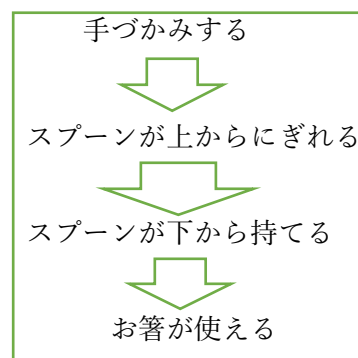 手づかみする
スプーンが上からにぎれる
スプーンが下から持てる
お箸が使える